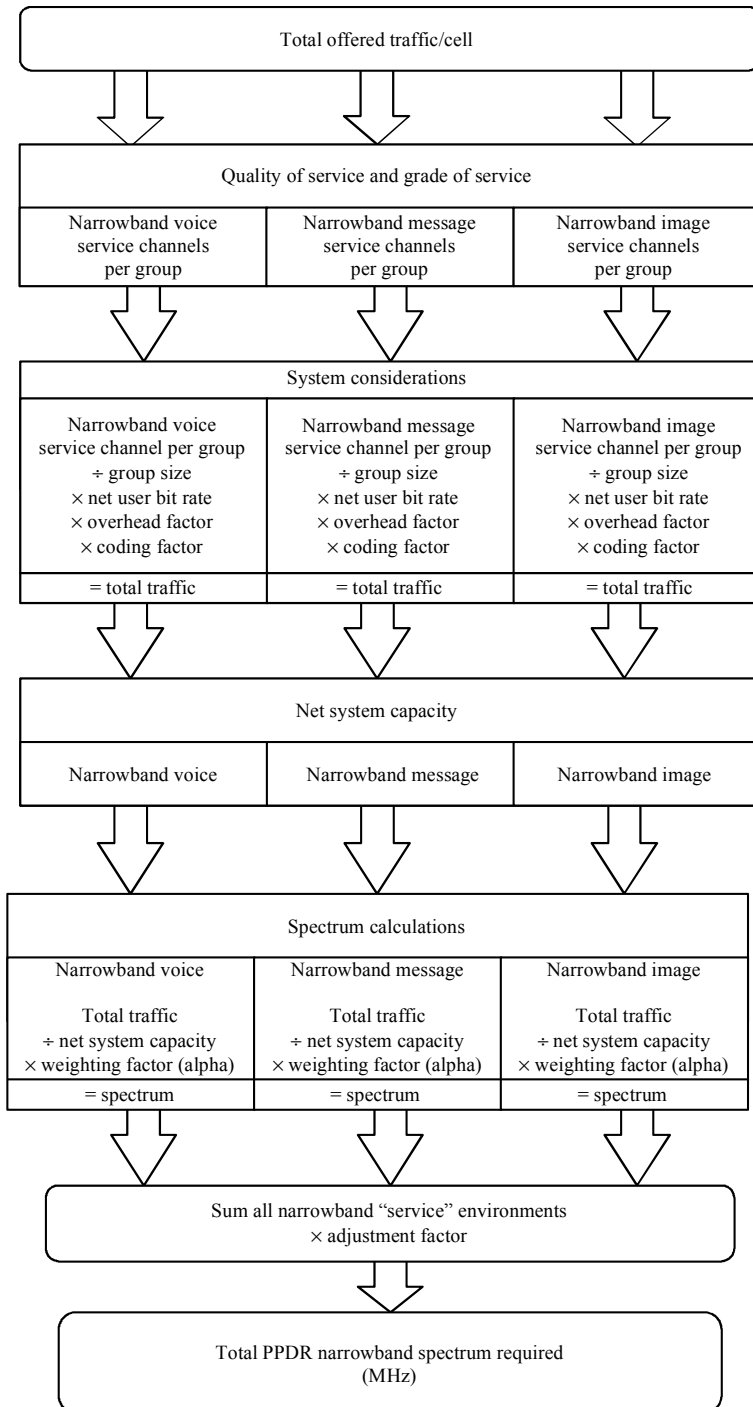 Total offered traffic/cell
Quality of service and grade of service
Narrowband voice
service channels
per group
Narrowband message
service channels
per group
Narrowband image
service channels
per group
System considerations
Narrowband voice
service channel per group
÷ group size
× net user bit rate
× overhead factor
× coding factor
Narrowband message
service channel per group
÷ group size
× net user bit rate
× overhead factor
× coding factor
Narrowband image
service channel per group
÷ group size
× net user bit rate
× overhead factor
× coding factor
= total traffic
= total traffic
= total traffic
Net system capacity
Narrowband voice
Narrowband message
Narrowband image
Spectrum calculations
Narrowband voice
Total traffic
÷ net system capacity
× weighting factor (alpha)
Narrowband message
Total traffic
÷ net system capacity
× weighting factor (alpha)
Narrowband image
Total traffic
÷ net system capacity
× weighting factor (alpha)
= spectrum
= spectrum
= spectrum
Sum all narrowband “service” environments
× adjustment factor
Total PPDR narrowband spectrum required
(MHz)